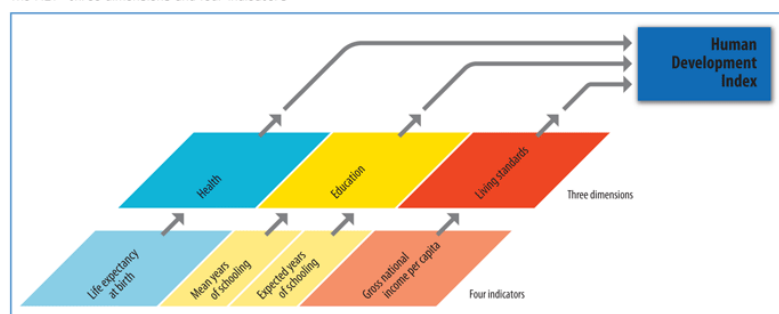 Human
Development
Index
Health
Education
Living standards
Three dimensions
Life expectancy
at birth
Mean years
of schooling
Expected years
of schooling
Gross national
income per capita
Four indicators